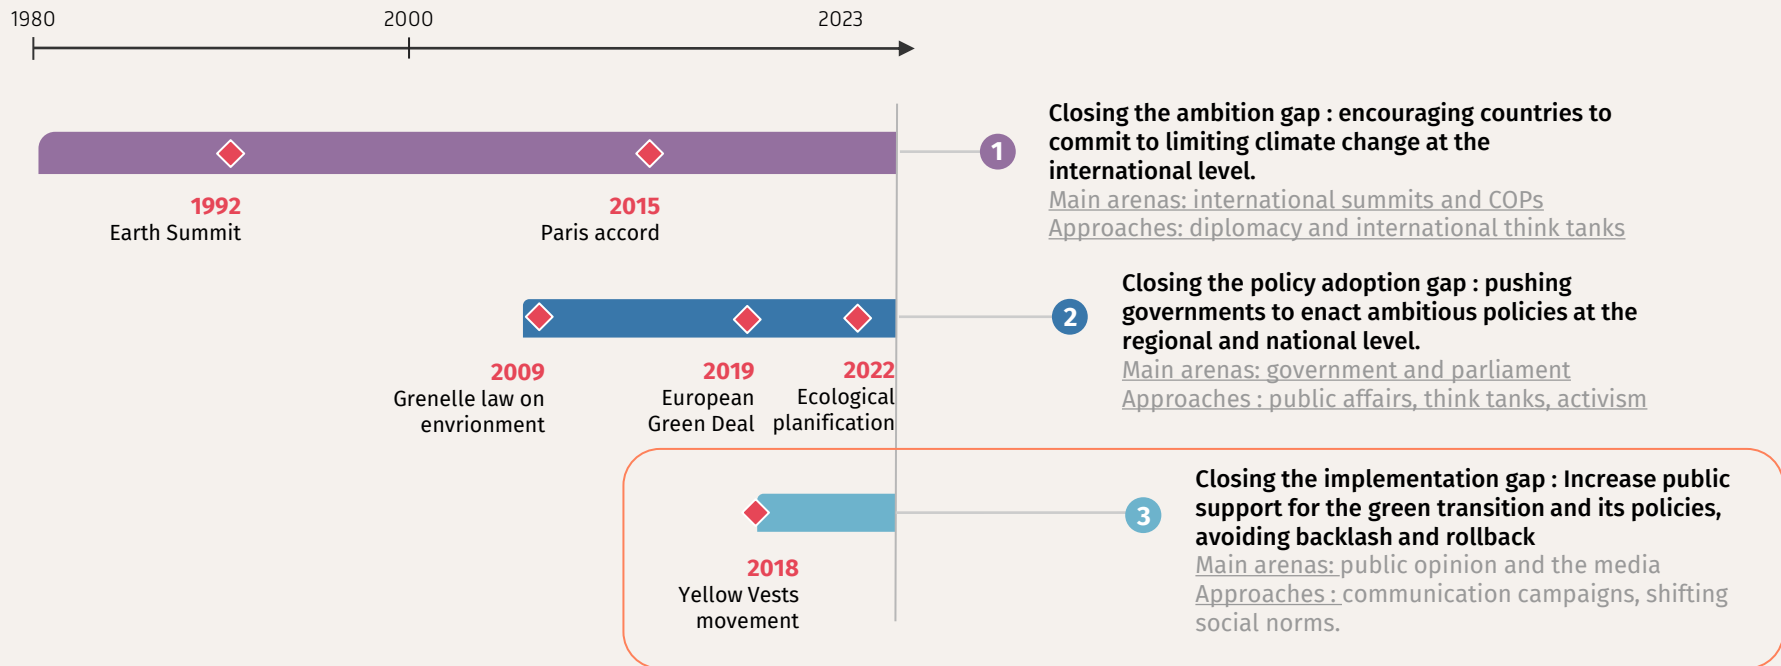 1980
2000
2023
1992
Earth Summit
2015
Paris accord
1
Closing the ambition gap : encouraging countries to
commit to limiting climate change at the
international level.
Main arenas: international summits and COPs
Approaches: diplomacy and international think tanks
2009
Grenelle law on
envrionment
2019
European
Green Deal
2022
Ecological
planification
2
Closing the policy adoption gap : pushing
governments to enact ambitious policies at the
regional and national level.
Main arenas: government and parliament
Approaches : public affairs, think tanks, activism
2018
Yellow Vests
movement
3
Closing the implementation gap : Increase public
support for the green transition and its policies,
avoiding backlash and rollback
Main arenas: public opinion and the media
Approaches : communication campaigns, shifting
social norms.